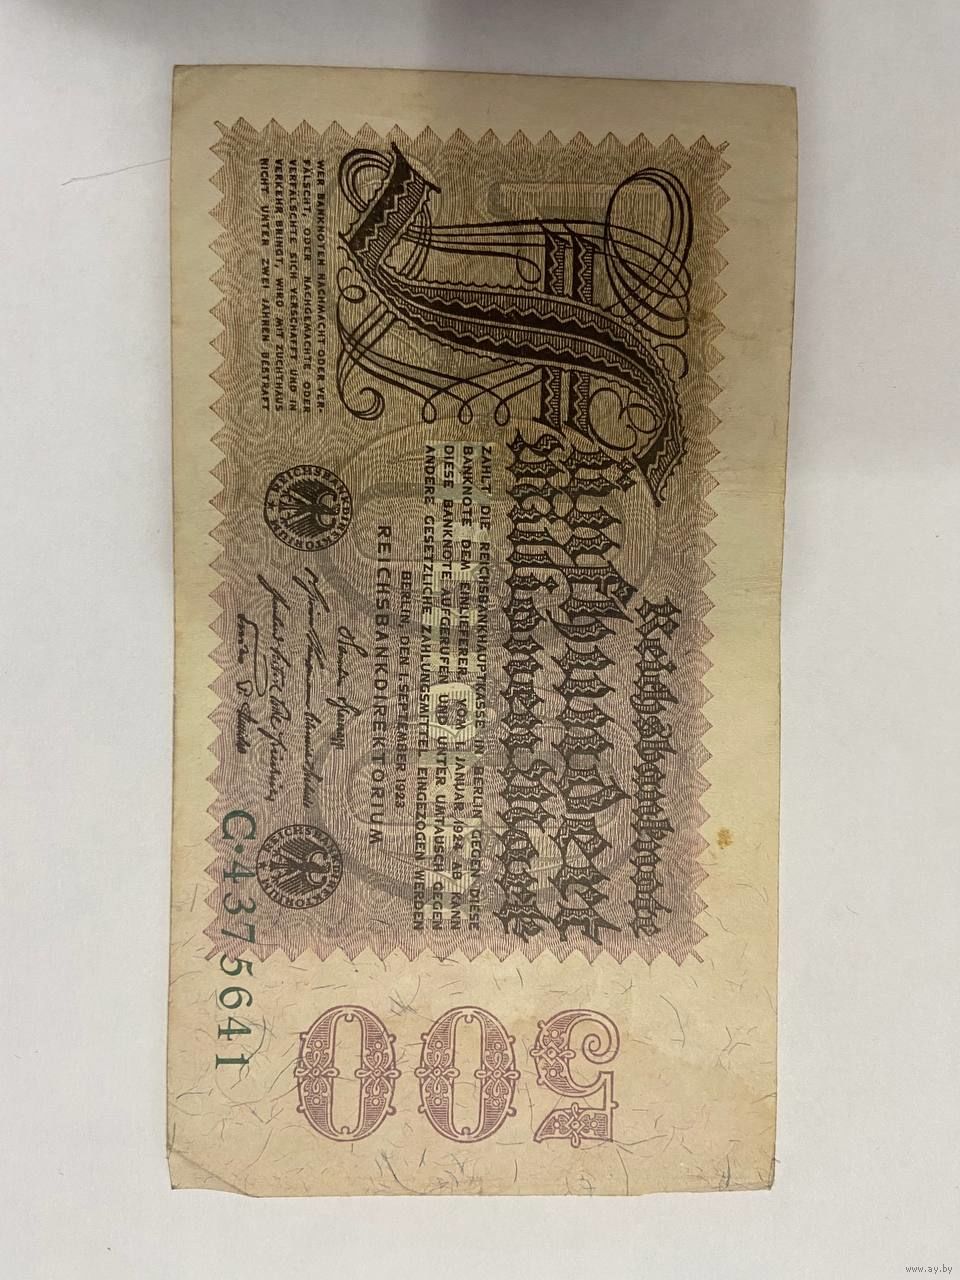 Reichsbanknote
Fünfhundert
Millionen Mark
ZAHLT DIE REICHSBANKHAUPTKASSE IN BERLIN GEGEN DIESE
BANKNOTE DEM EINLIEFERER. VOM 1. JANUAR 1924 AB KANN
DIESE BANKNOTE AUFGERUFEN UND UNTER UMTAUSCH GEGEN
ANDERE GESETZLICHE ZAHLUNGSMITTEL EINGEZOGEN WERDEN
BERLIN, DEN 1. SEPTEMBER 1923
REICHSBANKDIREKTORIUM
WER BANKNOTEN NACHMACHT ODER VER-
FÄLSCHT, ODER NACHGEMACHTE ODER
VERFÄLSCHTE SICH VERSCHAFFT UND IN
VERKEHR BRINGT, WIRD MIT ZUCHTHAUS
NICHT UNTER ZWEI JAHREN BESTRAFT
REICHSBANKDIREKTORIUM
REICHSBANKDIREKTORIUM
500
C·4375641
www.ay.by